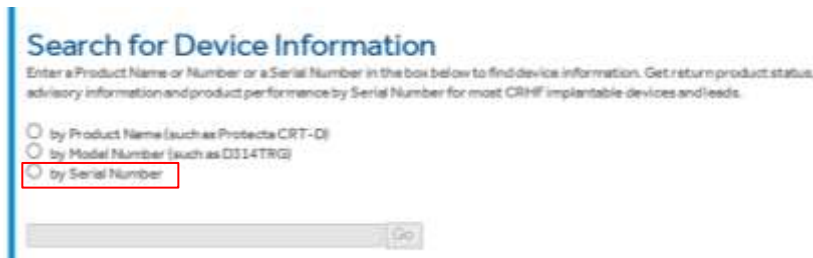 Search for Device Information
Enter a Product Name or Number or a Serial Number in the box below to find device information. Get return product status,
advisory information and product performance by Serial Number for most CRHF implantable devices and leads.
by Product Name (such as Protecta CRT-D)
by Model Number (such as D314TRG)
by Serial Number
Go